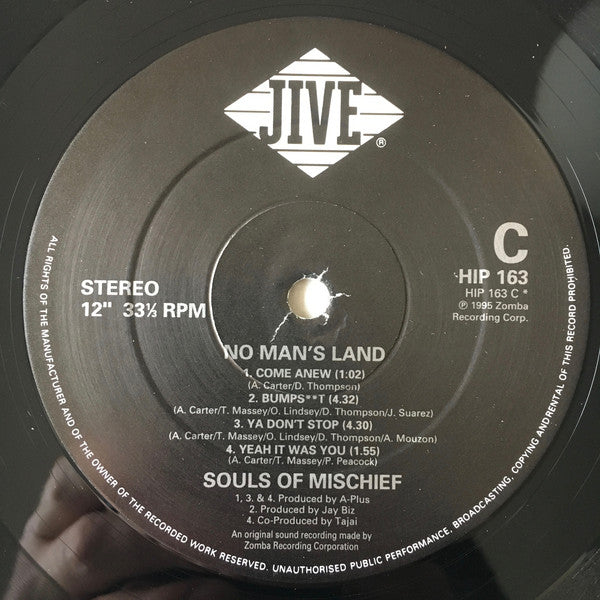 JIVE
®
C
HIP 163
HIP 163 C *
℗ 1995 Zomba
Recording Corp.
STEREO
12" 33⅓ RPM
NO MAN'S LAND
1. COME ANEW (1:02)
(A. Carter/D. Thompson)
2. BUMPS**T (4.32)
(A. Carter/T. Massey/O. Lindsey/D. Thompson/J. Suarez)
3. YA DON'T STOP (4.30)
(A. Carter/T. Massey/O. Lindsey/D. Thompson/A. Mouzon)
4. YEAH IT WAS YOU (1.55)
(A. Carter/T. Massey/P. Peacock)
SOULS OF MISCHIEF
1, 3. & 4. Produced by A-Plus
2. Produced by Jay Biz
4. Co-Produced by Tajai
An original sound recording made by
Zomba Recording Corporation
ALL RIGHTS OF THE MANUFACTURER AND OF THE OWNER OF THE RECORDED WORK RESERVED. UNAUTHORISED PUBLIC PERFORMANCE, BROADCASTING, COPYING AND RENTAL OF THIS RECORD PROHIBITED.